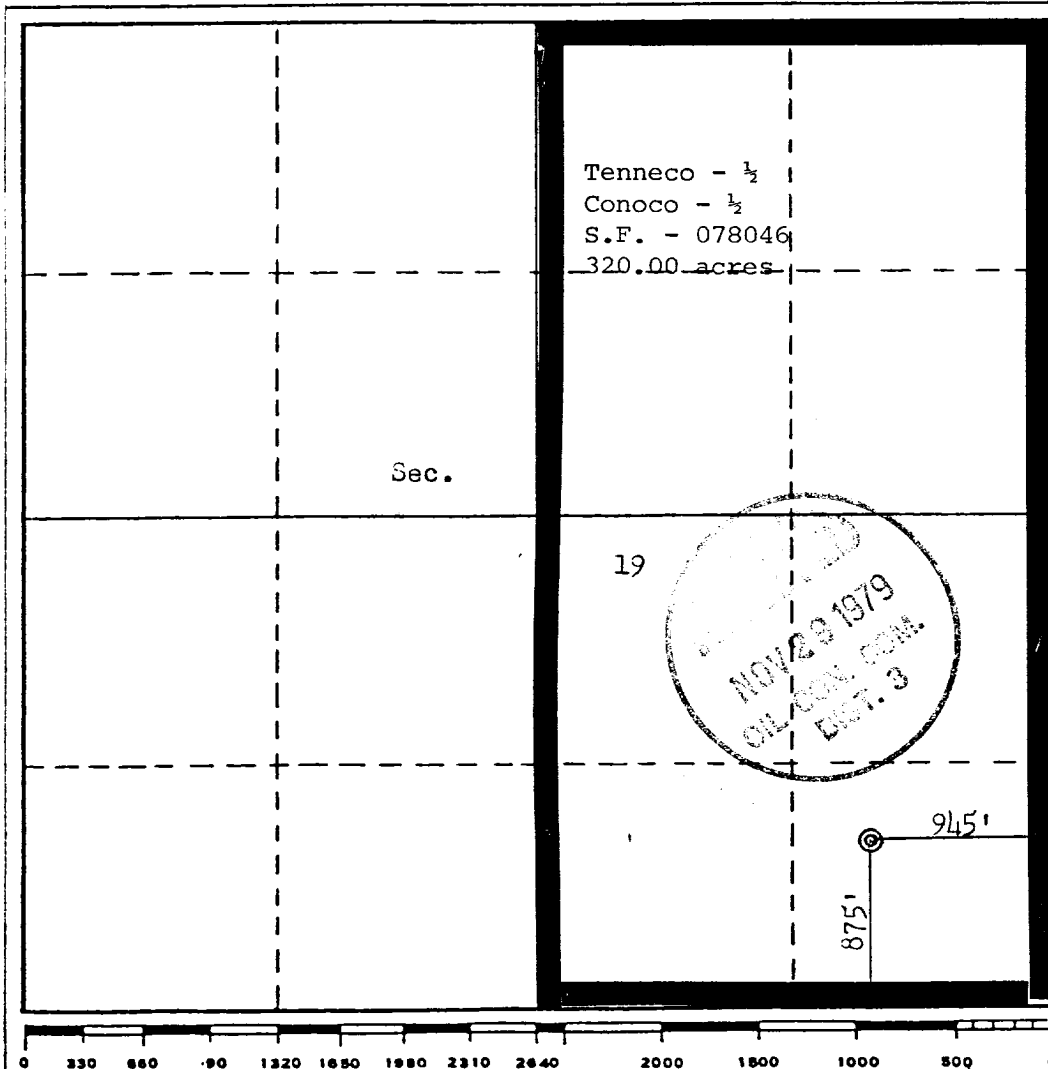 Tenneco - ½
Conoco - ½
S.F. - 078046
320.00 acres
Sec.
19
NOV 29 1979
OIL CON. COM.
DIST. 3
945'
875'
0 330 660 .90 1320 1650 1980 2310 2640 2000 1500 1000 500